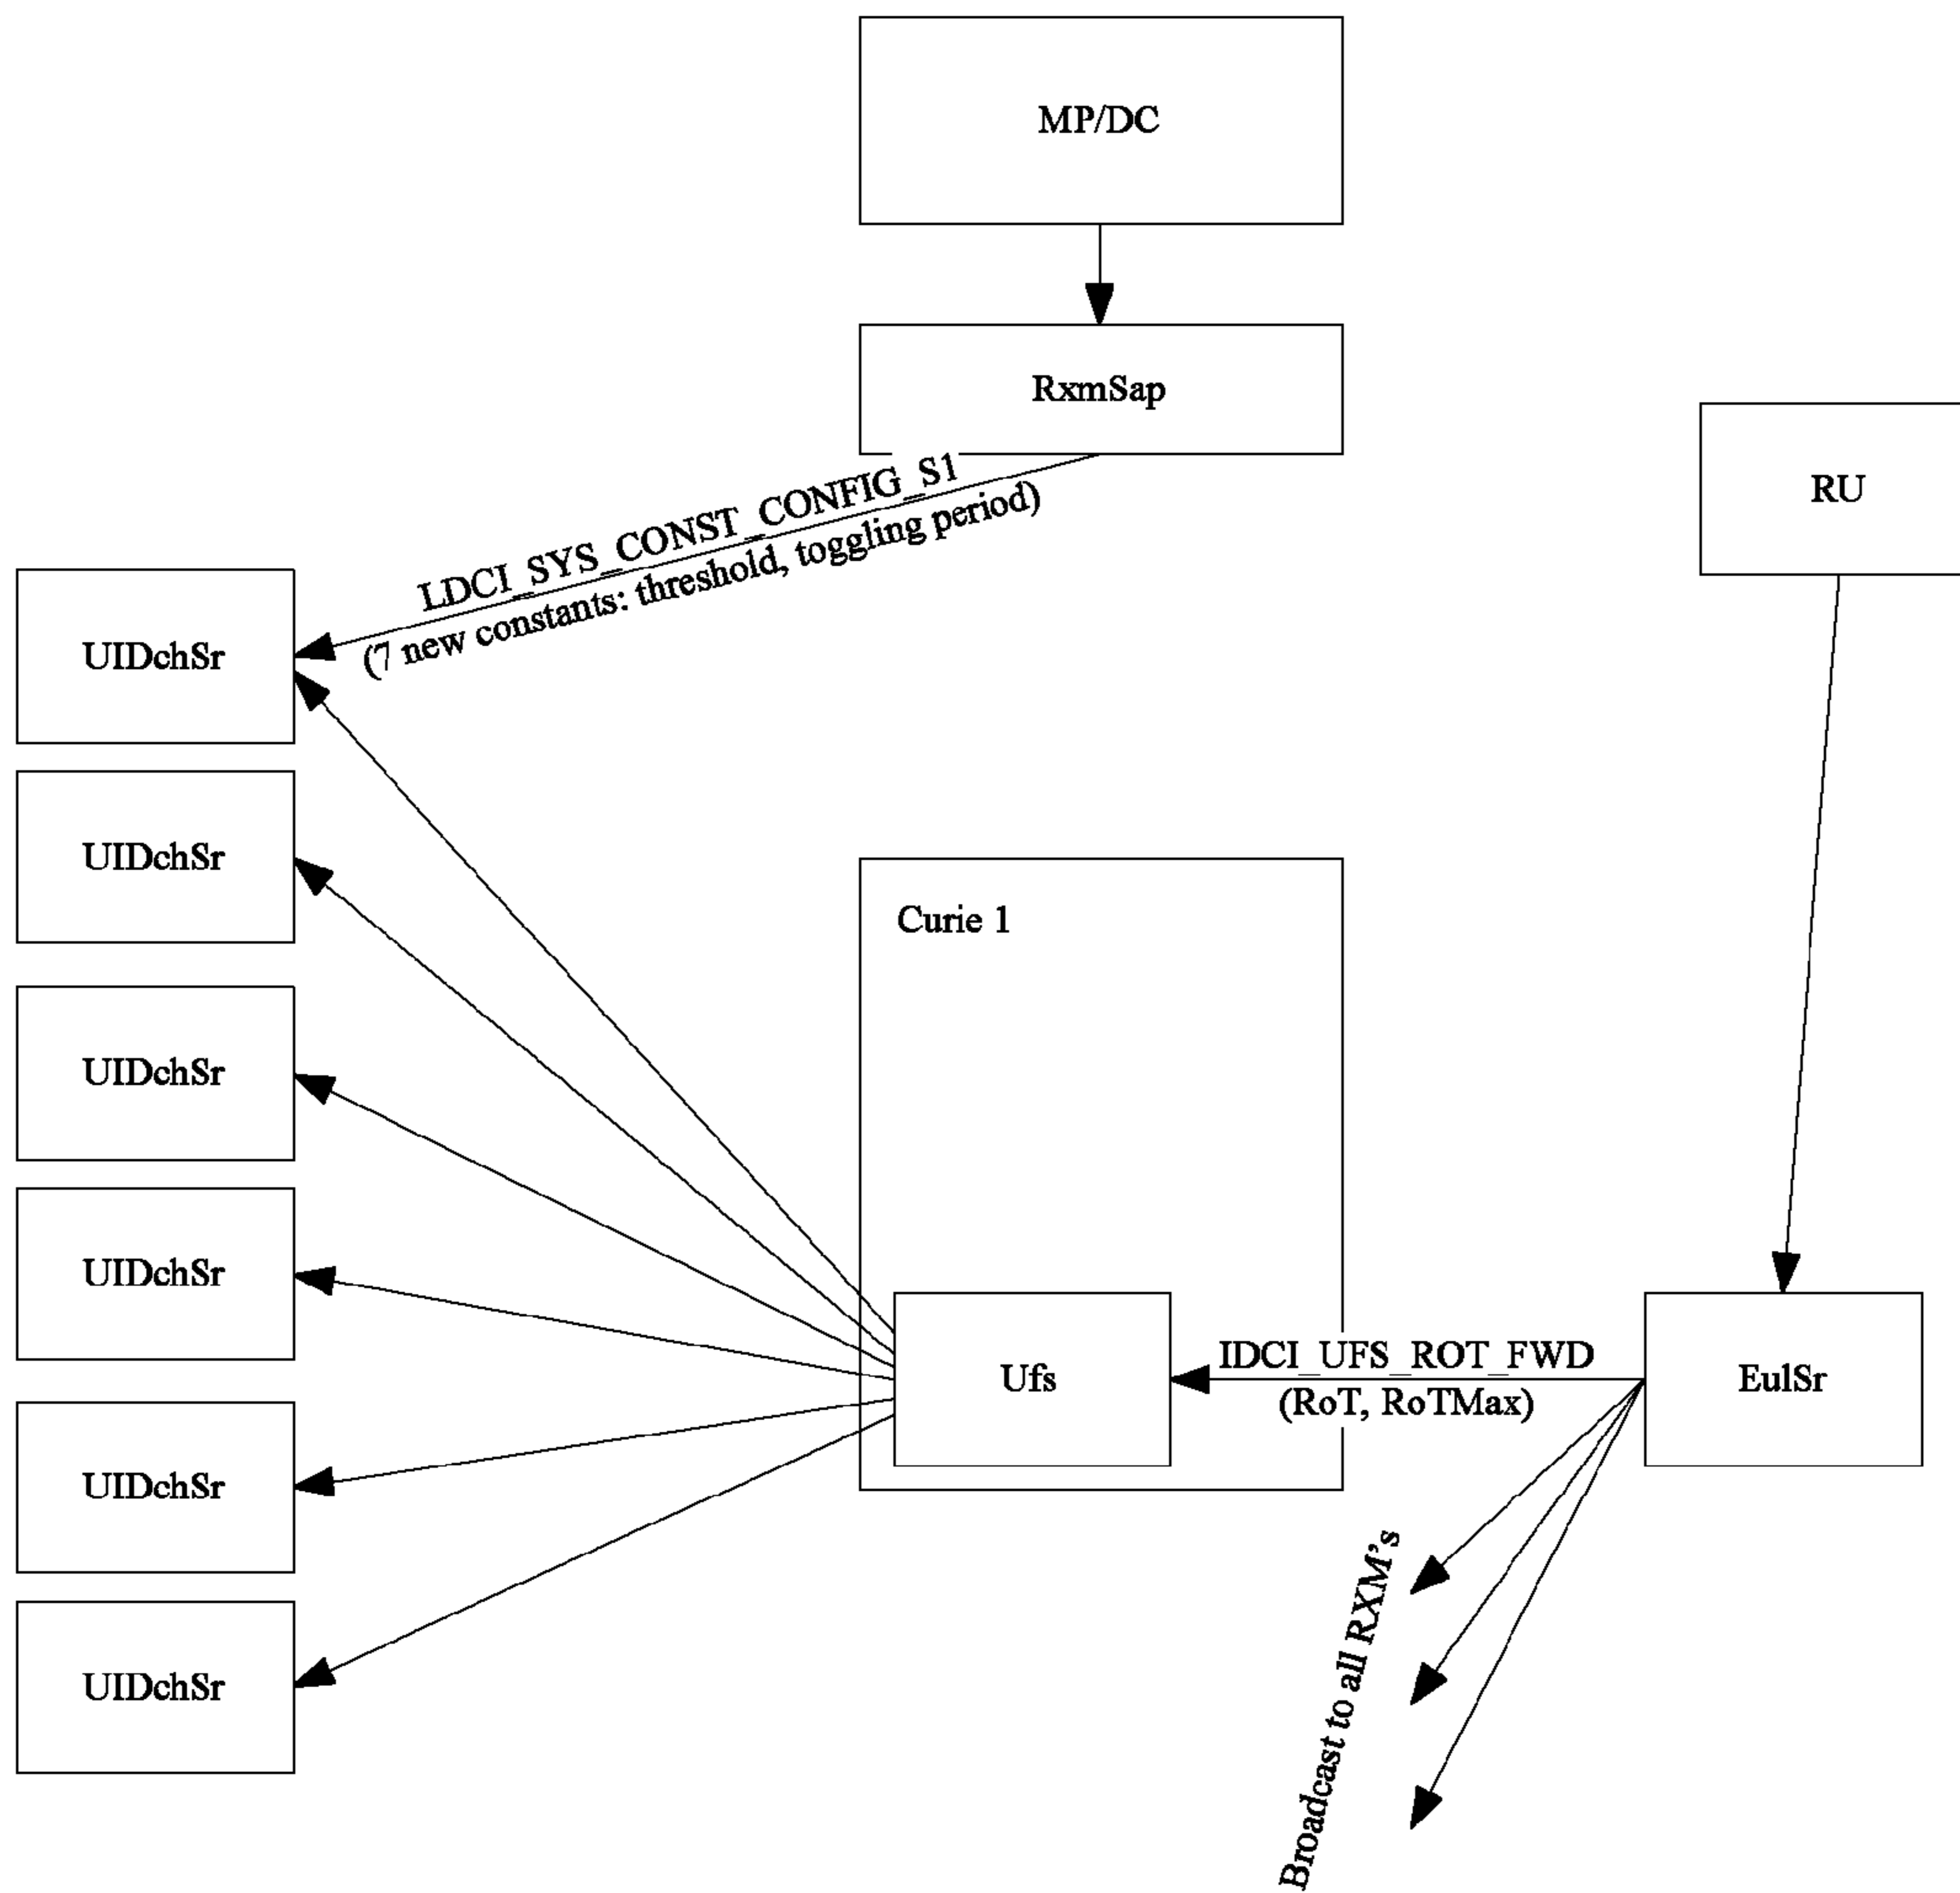 MP/DC
RxmSap
RU
LDCI_SYS_CONST_CONFIG_S1
(7 new constants: threshold, toggling period)
UIDchSr
UIDchSr
Curie 1
UIDchSr
UIDchSr
IDCI_UFS_ROT_FWD
(RoT, RoTMax)
Ufs
EulSr
UIDchSr
UIDchSr
Broadcast to all RXM's